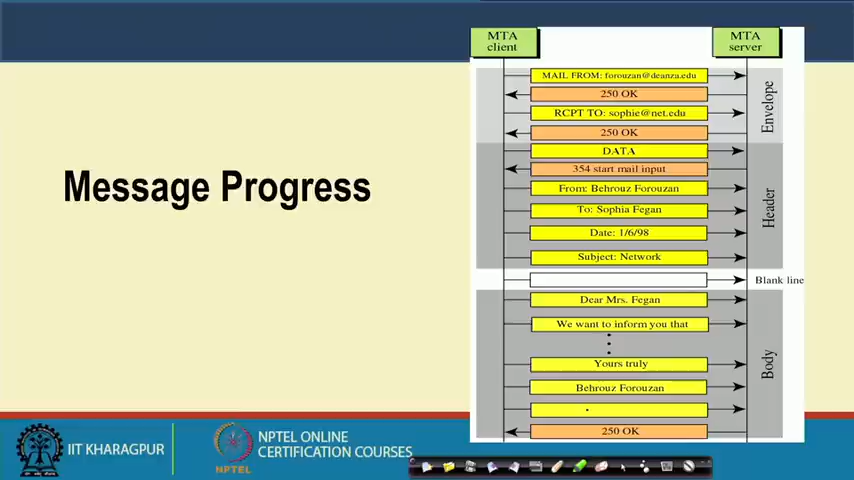 Message Progress
MTA
client
MTA
server
MAIL FROM: forouzan@deanza.edu
250 OK
RCPT TO: sophie@net.edu
250 OK
Envelope
DATA
354 start mail input
From: Behrouz Forouzan
To: Sophia Fegan
Date: 1/6/98
Subject: Network
Header
Blank line
Dear Mrs. Fegan
We want to inform you that
Yours truly
Behrouz Forouzan
.
250 OK
Body
IIT KHARAGPUR
NPTEL
NPTEL ONLINE
CERTIFICATION COURSES